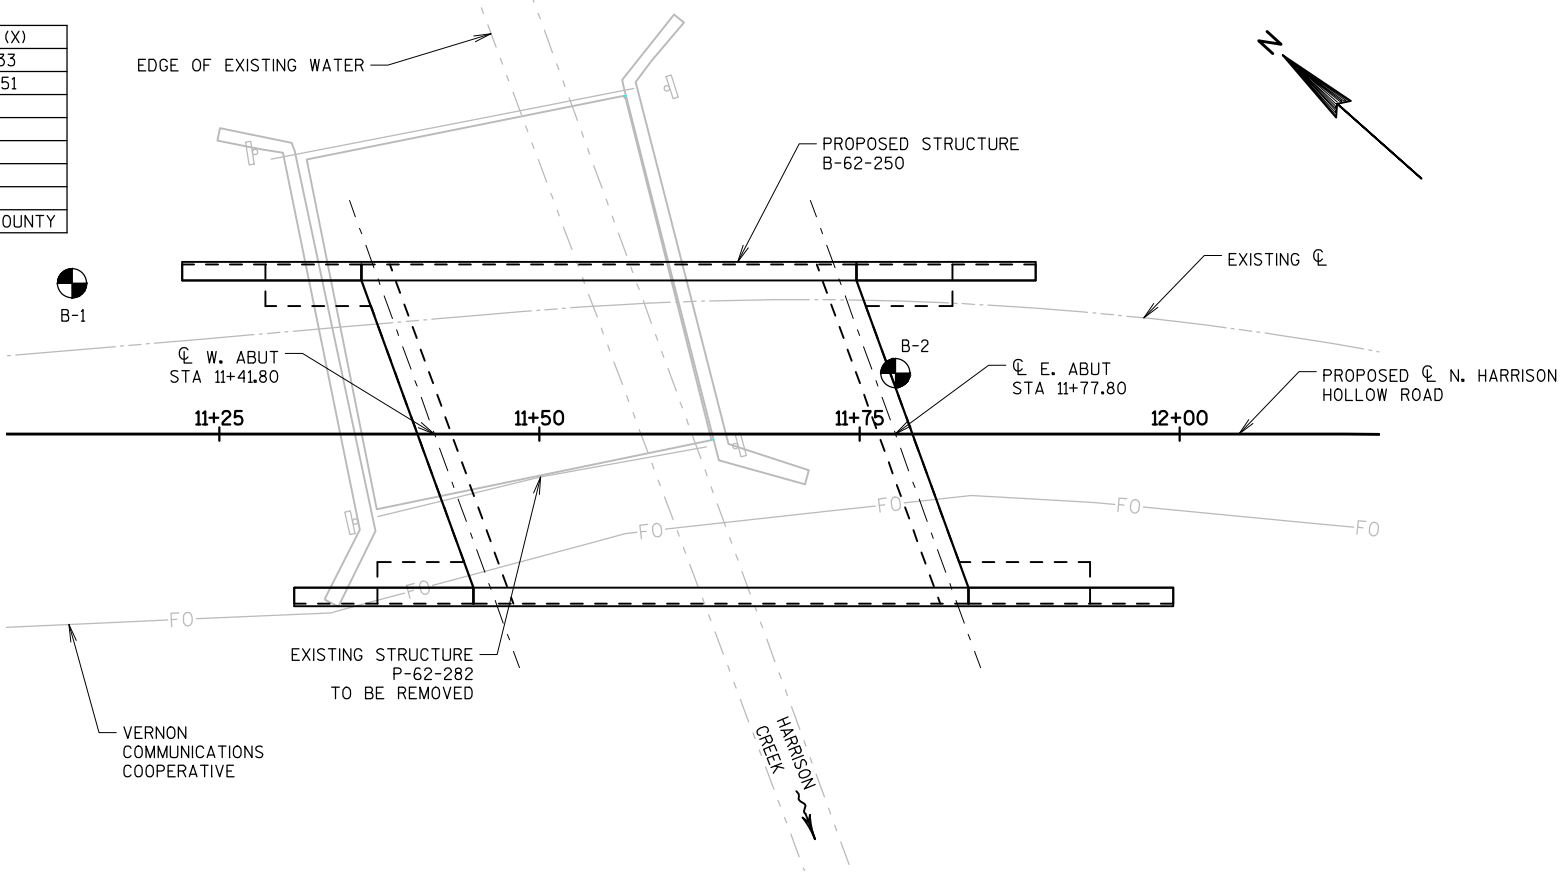 (X)
33
51
OUNTY
EDGE OF EXISTING WATER
N
PROPOSED STRUCTURE
B-62-250
EXISTING ℄
B-1
B-2
℄ W. ABUT
STA 11+41.80
℄ E. ABUT
STA 11+77.80
PROPOSED ℄ N. HARRISON
HOLLOW ROAD
11+25
11+50
11+75
12+00
FO
FO
FO
FO
FO
FO
EXISTING STRUCTURE
P-62-282
TO BE REMOVED
VERNON
COMMUNICATIONS
COOPERATIVE
HARRISON
CREEK